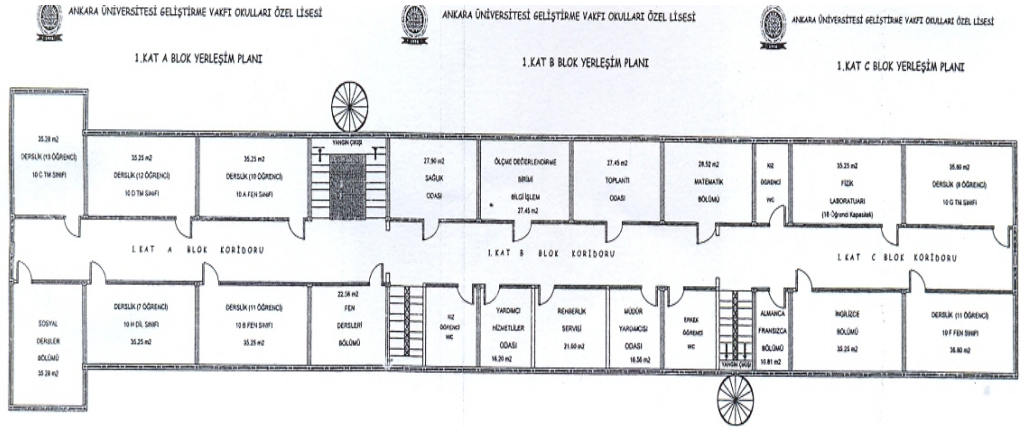 ANKARA ÜNİVERSİTESİ GELİŞTİRME VAKFI OKULLARI ÖZEL LİSESİ
1.KAT A BLOK YERLEŞİM PLANI
ANKARA ÜNİVERSİTESİ GELİŞTİRME VAKFI OKULLARI ÖZEL LİSESİ
1.KAT B BLOK YERLEŞİM PLANI
ANKARA ÜNİVERSİTESİ GELİŞTİRME VAKFI OKULLARI ÖZEL LİSESİ
1.KAT C BLOK YERLEŞİM PLANI
35.28 m2
DERSLİK (13 ÖĞRENCİ)
10 C TM SINIFI
35.25 m2
DERSLİK (12 ÖĞRENCİ)
10 D TM SINIFI
35.25 m2
DERSLİK (10 ÖĞRENCİ)
10 A FEN SINIFI
YANGIN ÇIKIŞI
27.90 m2
SAĞLIK
ODASI
ÖLÇME DEĞERLENDİRME
BİRİMİ
BİLGİ İŞLEM
27.45 m2
27.45 m2
TOPLANTI
ODASI
28.52 m2
MATEMATİK
BÖLÜMÜ
KIZ
ÖĞRENCİ
WC
35.25 m2
FİZİK
LABORATUARI
(18 Öğrenci Kapasiteli)
35.60 m2
DERSLİK (8 ÖĞRENCİ)
10 G TM SINIFI
1.KAT A BLOK KORİDORU
1.KAT B BLOK KORİDORU
1.KAT C BLOK KORİDORU
SOSYAL
DERSLER
BÖLÜMÜ
35.28 m2
DERSLİK (7 ÖĞRENCİ)
10 H DİL SINIFI
35.25 m2
DERSLİK (11 ÖĞRENCİ)
10 B FEN SINIFI
35.25 m2
22.56 m2
FEN
DERSLERİ
BÖLÜMÜ
KIZ
ÖĞRENCİ
WC
YARDIMCI
HİZMETLİLER
ODASI
16.20 m2
REHBERLİK
SERVİSİ
21.60 m2
MÜDÜR
YARDIMCISI
ODASI
16.56 m2
ERKEK
ÖĞRENCİ
WC
YANGIN ÇIKIŞI
ALMANCA
FRANSIZCA
BÖLÜMÜ
10.81 m2
İNGİLİZCE
BÖLÜMÜ
35.25 m2
DERSLİK (11 ÖĞRENCİ)
10 F FEN SINIFI
36.80 m2